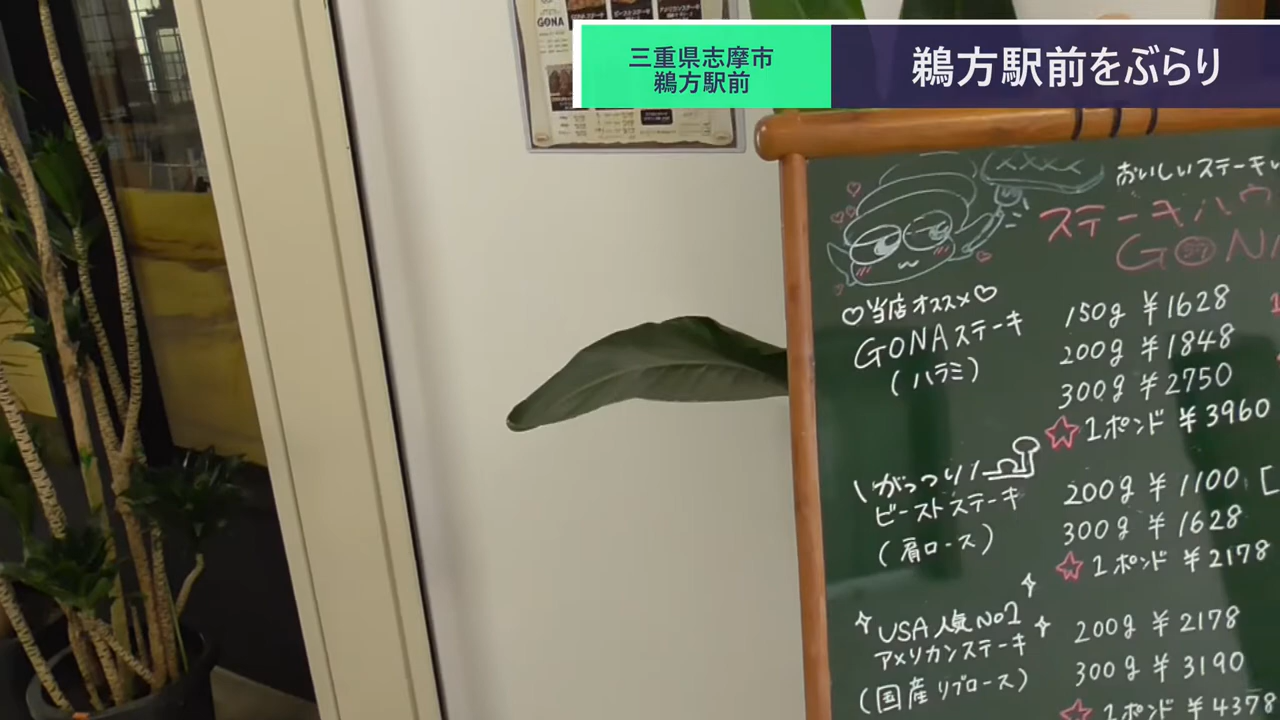 GONA
三重県志摩市
鵜方駅前
鵜方駅前をぶらり
おいしいステーキ
ステーキハウ
GONA
♡当店オススメ♡
GONAステーキ
(ハラミ)
150g ¥1628
200g ¥1848
300g ¥2750
☆1ポンド ¥3960
\がっつり/
ビーストステーキ
(肩ロース)
200g ¥1100
300g ¥1628
☆1ポンド ¥2178
USA人気No1
アメリカンステーキ
(国産リブロース)
200g ¥2178
300g ¥3190
☆1ポンド ¥4378